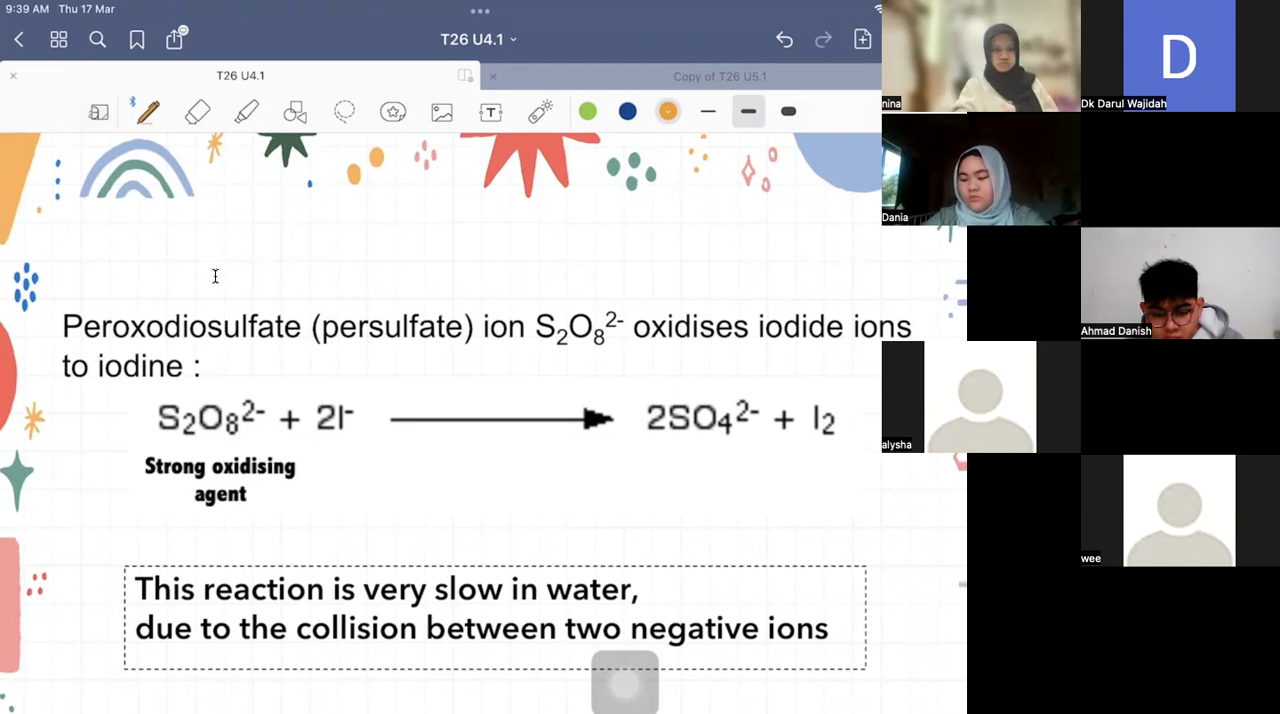 9:39 AM Thu 17 Mar
T26 U4.1
T26 U4.1
Copy of T26 U5.1
T
Peroxodiosulfate (persulfate) ion S₂O₈²⁻ oxidises iodide ions
to iodine :
S₂O₈²⁻ + 2I⁻ ⟶ 2SO₄²⁻ + I₂
Strong oxidising
agent
This reaction is very slow in water,
due to the collision between two negative ions
nina
D
Dk Darul Wajidah
Dania
Ahmad Danish
alysha
wee